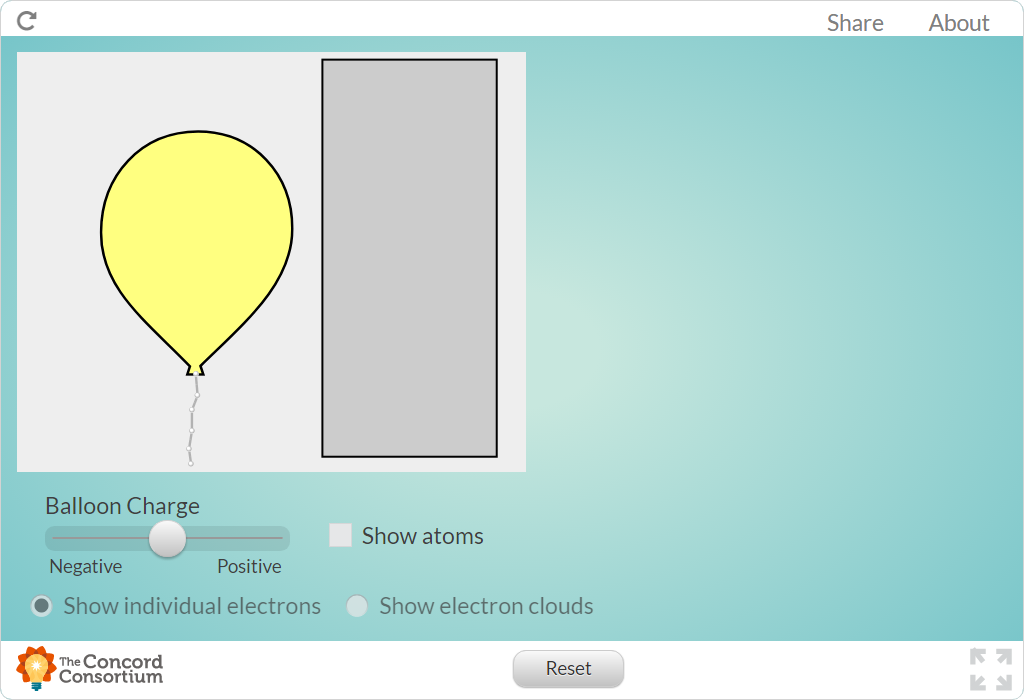 Share About
Balloon Charge
Show atoms
Negative Positive
Show individual electrons Show electron clouds
The Concord
Consortium
Reset